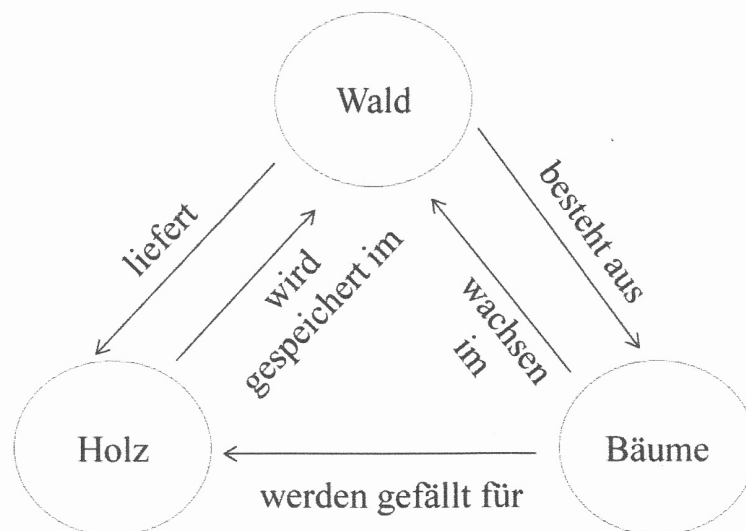 Wald
liefert
wird
gespeichert im
wachsen
im
besteht aus
Holz
Bäume
werden gefällt für